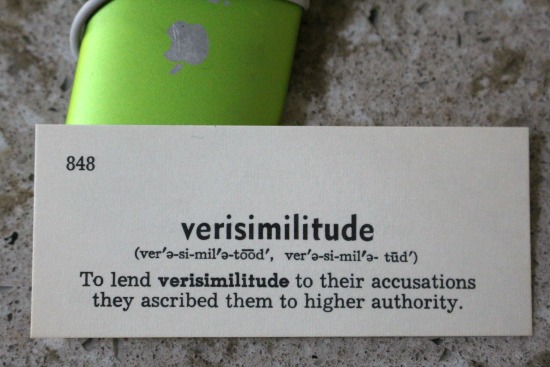 848
verisimilitude
(ver′ə-si-mil′ə-to͞od′, ver′ə-si-mil′ə- tūd′)
To lend verisimilitude to their accusations
they ascribed them to higher authority.